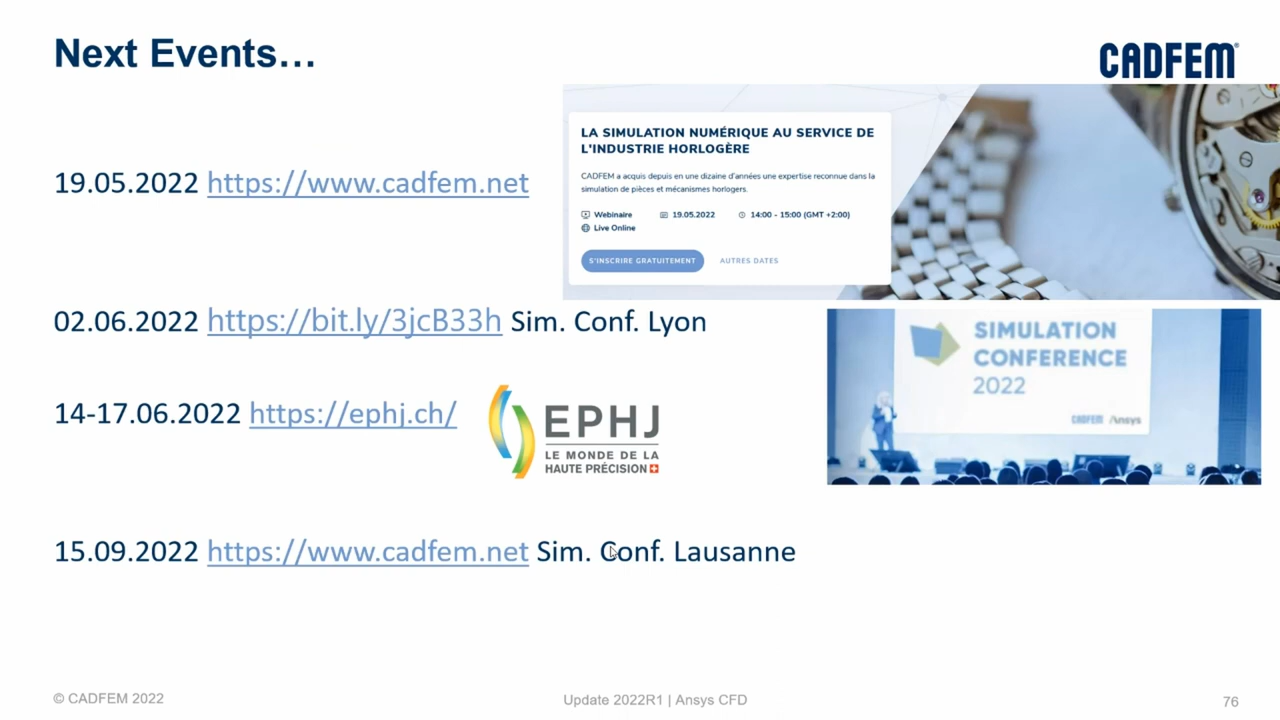 Next Events…
CADFEM
LA SIMULATION NUMÉRIQUE AU SERVICE DE
L'INDUSTRIE HORLOGÈRE
CADFEM a acquis depuis en une dizaine d'années une expertise reconnue dans la
simulation de pièces et mécanismes horlogers.
Webinaire 19.05.2022 14:00 - 15:00 (GMT +2:00)
Live Online
S'INSCRIRE GRATUITEMENT AUTRES DATES
19.05.2022 https://www.cadfem.net
02.06.2022 https://bit.ly/3jcB33h Sim. Conf. Lyon
SIMULATION
CONFERENCE
2022
CADFEM Ansys
14-17.06.2022 https://ephj.ch/
EPHJ
LE MONDE DE LA
HAUTE PRÉCISION
15.09.2022 https://www.cadfem.net Sim. Conf. Lausanne
© CADFEM 2022
Update 2022R1 | Ansys CFD
76